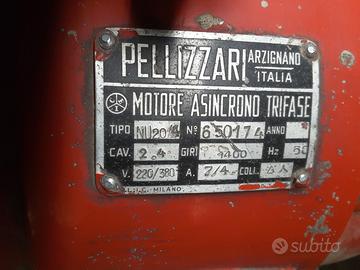 PELLIZZARI ARZIGNANO ITALIA
MOTORE ASINCRONO TRIFASE
TIPO Nº 650174 ANNO
CAV. 2.4 GIRI 1400 Hz
V. 220/380 A. 7/4 COLL.
MILANO.
subito